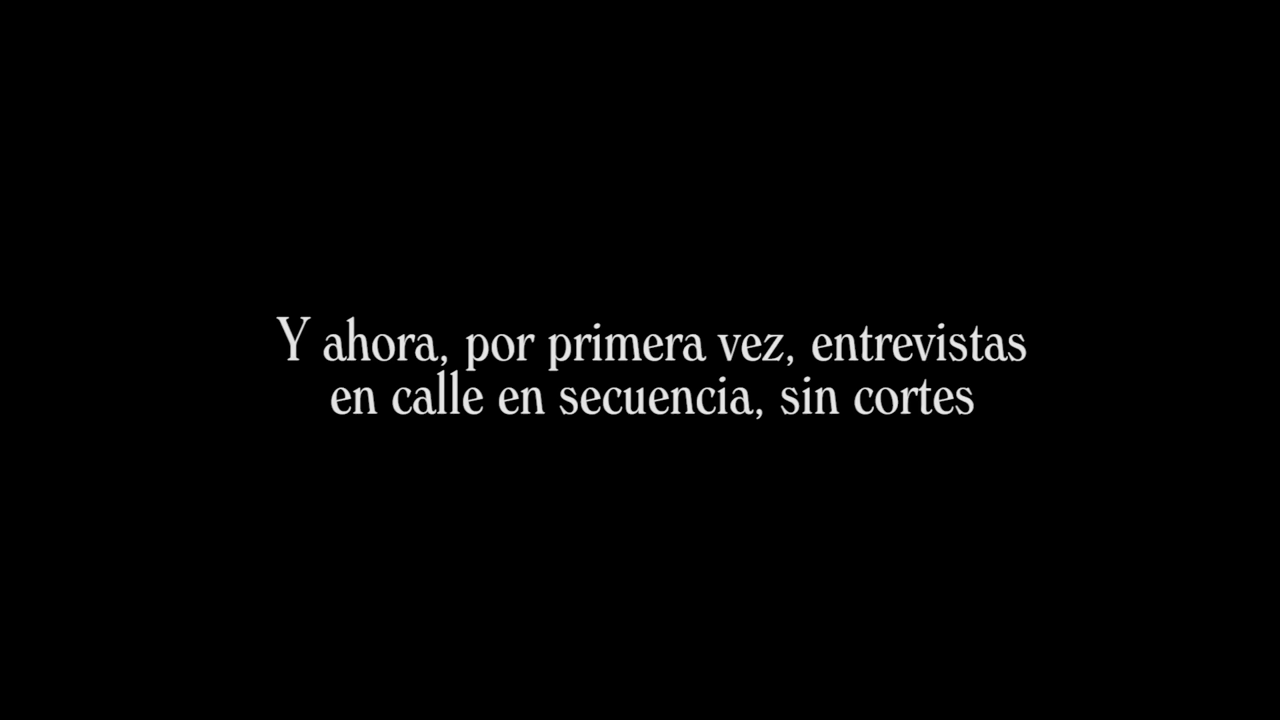 Y ahora, por primera vez, entrevistas
en calle en secuencia, sin cortes